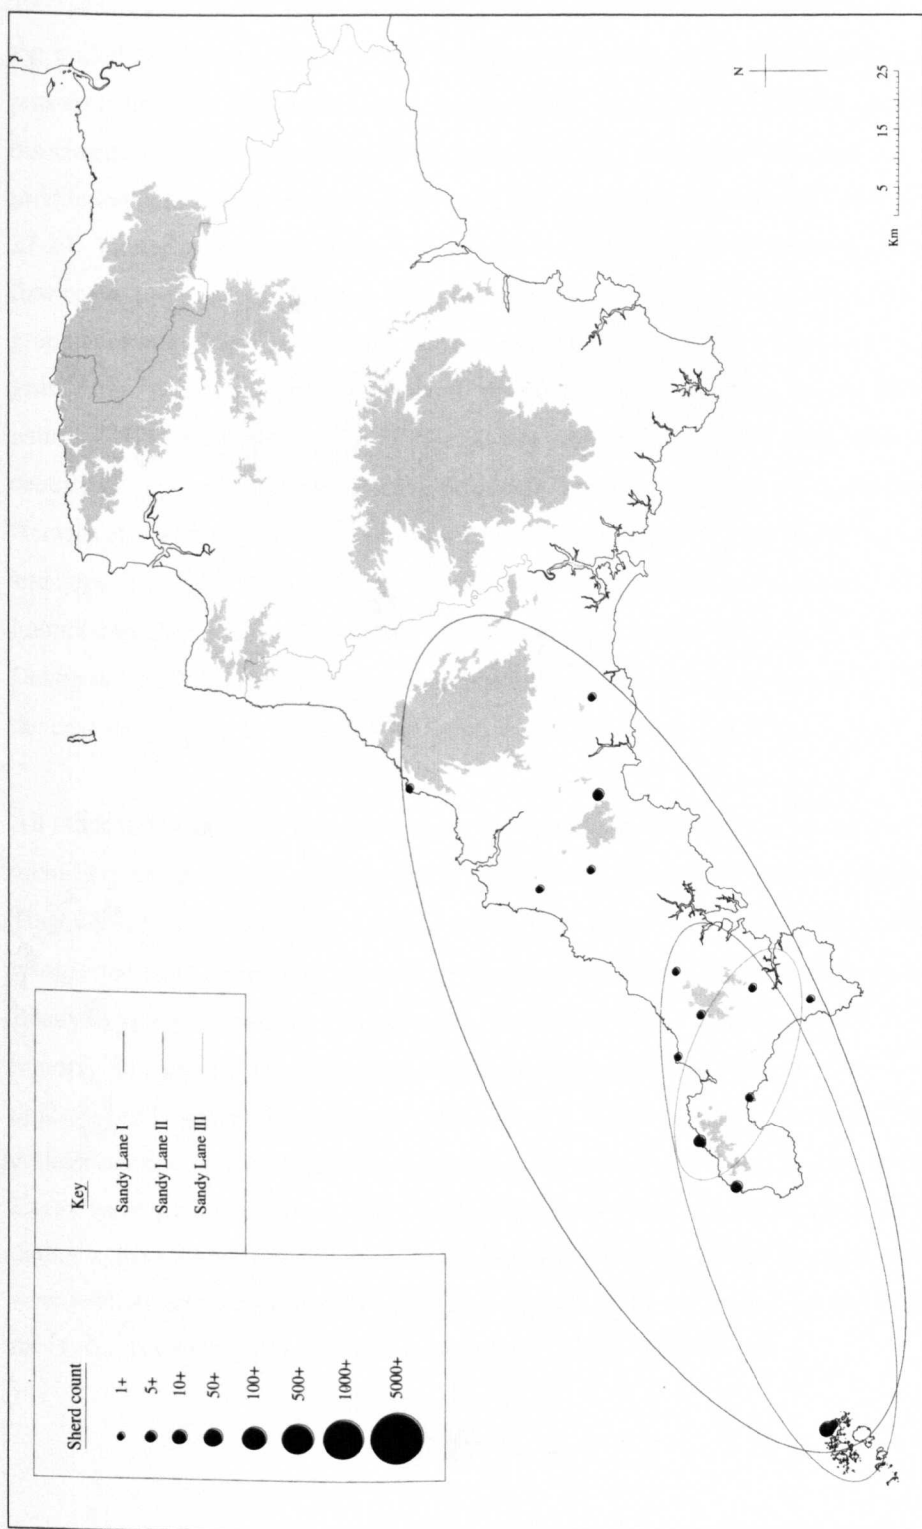 Sherd count
1+
5+
10+
50+
100+
500+
1000+
5000+
Key
Sandy Lane I
Sandy Lane II
Sandy Lane III
N
Km
5 15 25